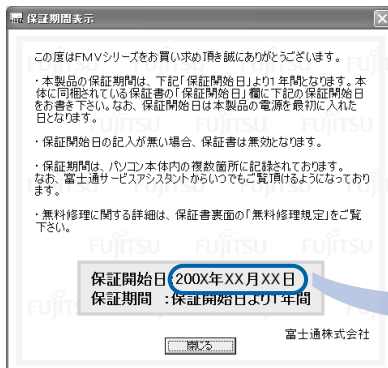 保証期間表示
この度はFMVシリーズをお買い求め頂き誠にありがとうございます。
・本製品の保証期間は、下記「保証開始日」より1年間となります。本
体に同梱されている保証書の「保証開始日」欄に下記の保証開始日
をお書き下さい。なお、保証開始日は本製品の電源を最初に入れた
日となります。
・保証開始日の記入が無い場合、保証書は無効となります。
・保証期間は、パソコン本体内の複数箇所に記録されております。
なお、富士通サービスアシスタントからいつでもご覧頂けるようになっており
ます。
・無料修理に関する詳細は、保証書裏面の「無料修理規定」をご覧
下さい。
保証開始日:200X年XX月XX日
保証期間 :保証開始日より1年間
富士通株式会社
閉じる